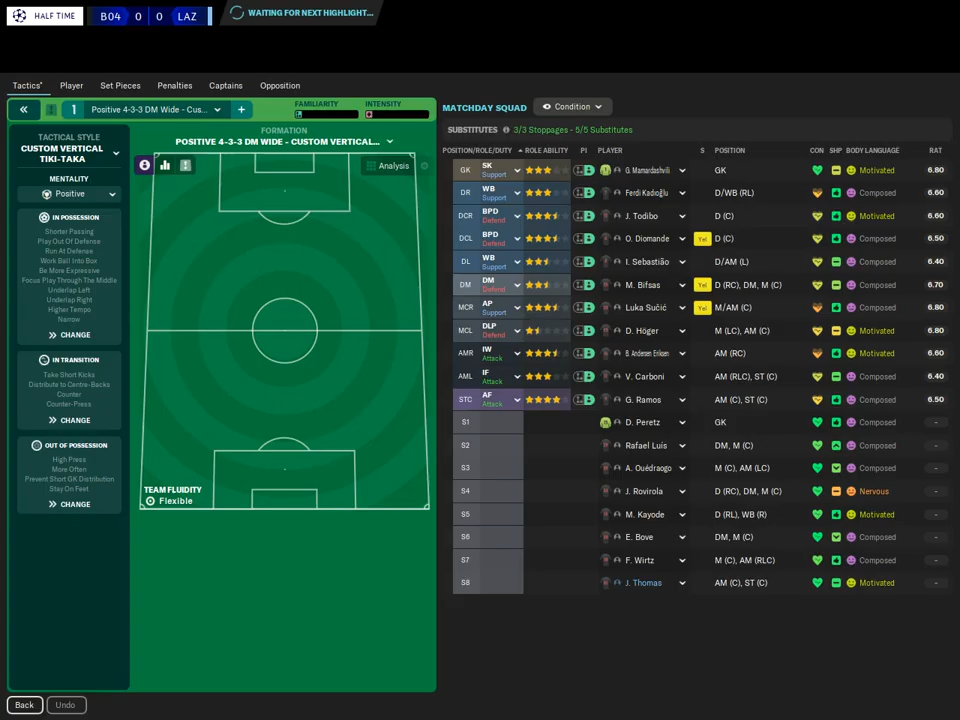 HALF TIME B04 0 0 LAZ WAITING FOR NEXT HIGHLIGHT...
Tactics* Player Set Pieces Penalties Captains Opposition
1 Positive 4-3-3 DM Wide - Cus... + FAMILIARITY INTENSITY
TACTICAL STYLE
CUSTOM VERTICAL
TIKI-TAKA
MENTALITY
Positive
IN POSSESSION
Shorter Passing
Play Out Of Defense
Run At Defense
Work Ball Into Box
Be More Expressive
Focus Play Through The Middle
Underlap Left
Underlap Right
Higher Tempo
Narrow
CHANGE
IN TRANSITION
Take Short Kicks
Distribute to Centre-Backs
Counter
Counter-Press
CHANGE
OUT OF POSSESSION
High Press
More Often
Prevent Short GK Distribution
Stay On Feet
CHANGE
FORMATION
POSITIVE 4-3-3 DM WIDE - CUSTOM VERTICAL...
Analysis
TEAM FLUIDITY
Flexible
MATCHDAY SQUAD Condition
SUBSTITUTES 3/3 Stoppages - 5/5 Substitutes
POSITION/ROLE/DUTY ROLE ABILITY PI PLAYER S POSITION CON SHP BODY LANGUAGE RAT
GK SK Support G. Mamardashvili GK Motivated 6.80
DR WB Support Ferdi Kadıoğlu D/WB (RL) Composed 6.60
DCR BPD Defend J. Todibo D (C) Motivated 6.60
DCL BPD Defend O. Diomande Yel D (C) Composed 6.50
DL WB Support I. Sebastião D/AM (L) Composed 6.40
DM DM Defend M. Bifsas Yel D (RC), DM, M (C) Composed 6.70
MCR AP Support Luka Sučić Yel M/AM (C) Composed 6.80
MCL DLP Defend D. Höger M (LC), AM (C) Motivated 6.80
AMR IW Attack B. Andesen Eriksen AM (RC) Motivated 6.60
AML IF Attack V. Carboni AM (RLC), ST (C) Composed 6.40
STC AF Attack G. Ramos AM (C), ST (C) Composed 6.50
S1 D. Peretz GK Composed -
S2 Rafael Luís DM, M (C) Composed -
S3 A. Ouédraogo M (C), AM (LC) Composed -
S4 J. Rovirola D (RC), DM, M (C) Nervous -
S5 M. Kayode D (RL), WB (R) Motivated -
S6 E. Bove DM, M (C) Composed -
S7 F. Wirtz M (C), AM (RLC) Composed -
S8 J. Thomas AM (C), ST (C) Motivated -
Back Undo